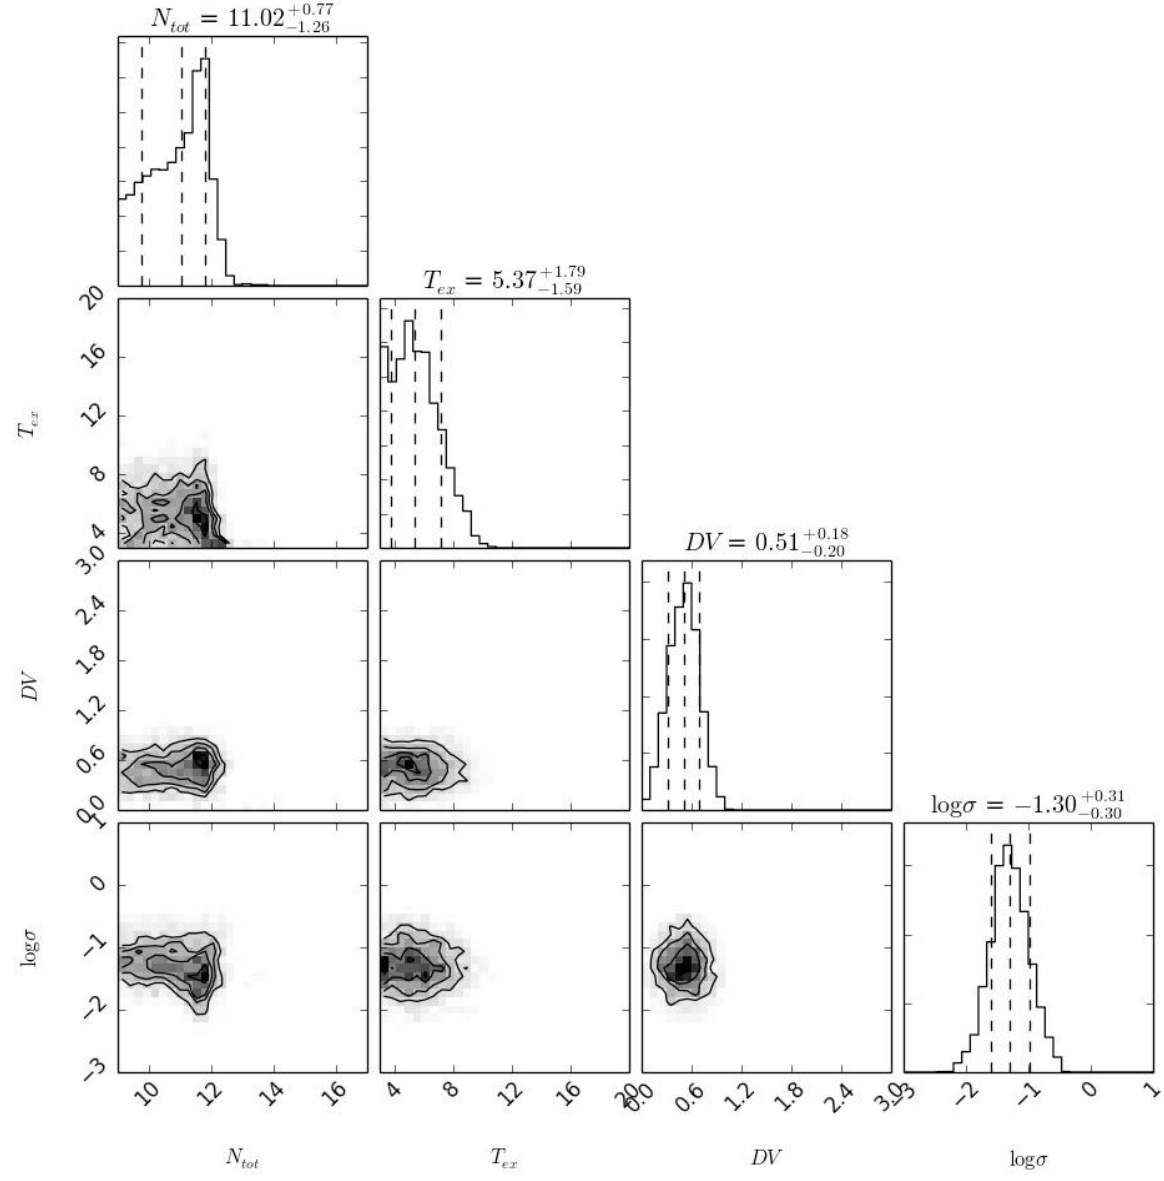 N_tot = 11.02 +0.77 −1.26
T_ex = 5.37 +1.79 −1.59
20
16
12
8
4
T_ex
DV = 0.51 +0.18 −0.20
3.0
2.4
1.8
1.2
0.6
0.0
DV
logσ = −1.30 +0.31 −0.30
1
0
−1
−2
−3
logσ
10 12 14 16
4 8 12 16 20
0.0 0.6 1.2 1.8 2.4 3.0
−3 −2 −1 0 1
N_tot T_ex DV logσ